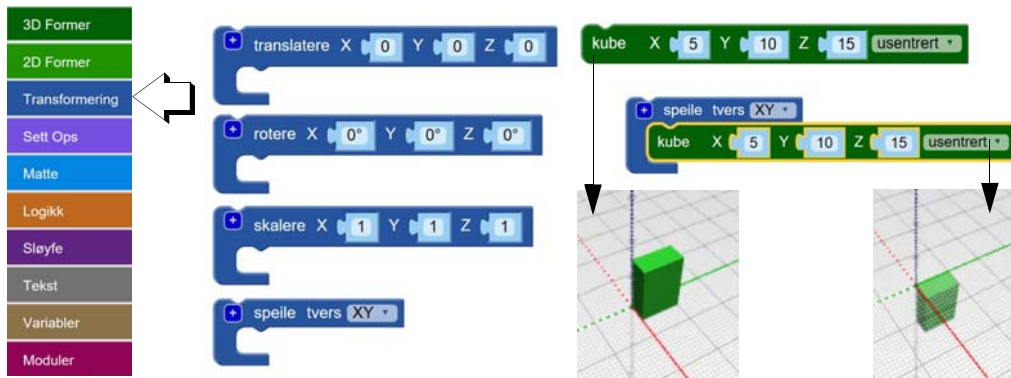 3D Former
2D Former
Transformering
Sett Ops
Matte
Logikk
Sløyfe
Tekst
Variabler
Moduler
+ translatere X 0 Y 0 Z 0
+ rotere X 0° Y 0° Z 0°
+ skalere X 1 Y 1 Z 1
+ speile tvers XY
kube X 5 Y 10 Z 15 usentrert
+ speile tvers XY
kube X 5 Y 10 Z 15 usentrert